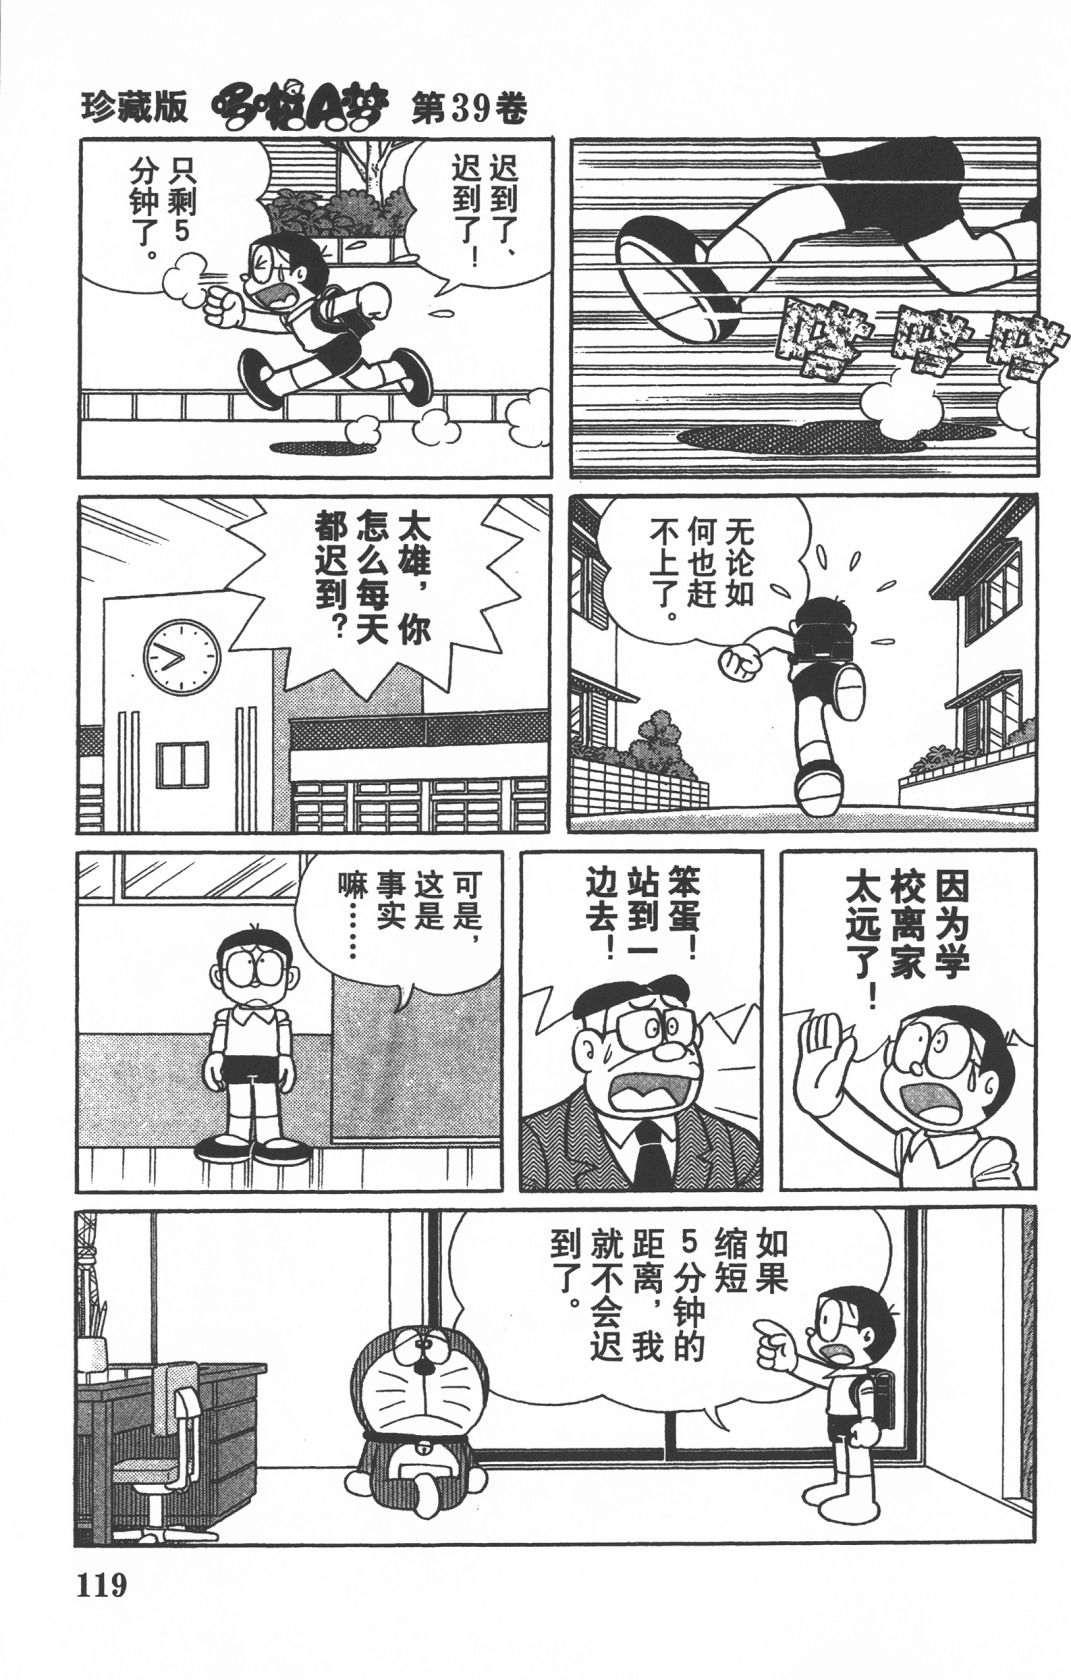 珍藏版 哆啦A梦 第39卷
嗒 嗒 嗒
迟到了、
迟到了！
只剩5
分钟了。
无论如
何也赶
不上了。
太雄，你
怎么每天
都迟到？
因为学
校离家
太远了！
笨蛋！
站到一
边去！
可是，
这是
事实
嘛……
如果
缩短
5分钟的
距离，我
就不会迟
到了。
119